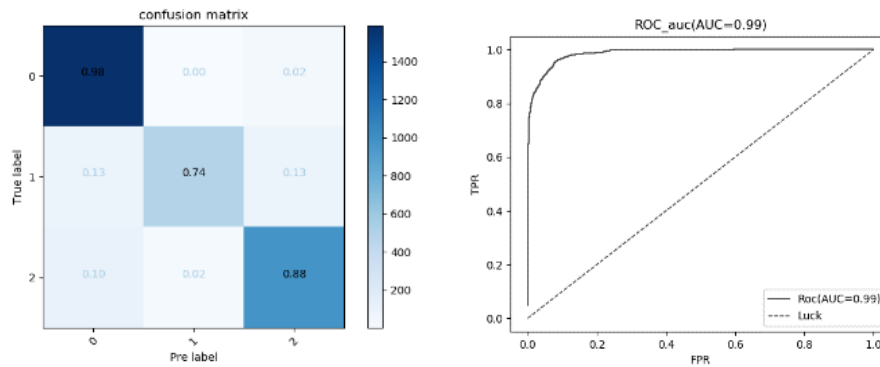 confusion matrix
0
1
2
True label
0.98 0.00 0.02
0.13 0.74 0.13
0.10 0.02 0.88
0 1 2
Pre label
1400
1200
1000
800
600
400
200
ROC_auc(AUC=0.99)
1.0
0.8
0.6
0.4
0.2
0.0
TPR
Roc(AUC=0.99)
Luck
0.0 0.2 0.4 0.6 0.8 1.0
FPR